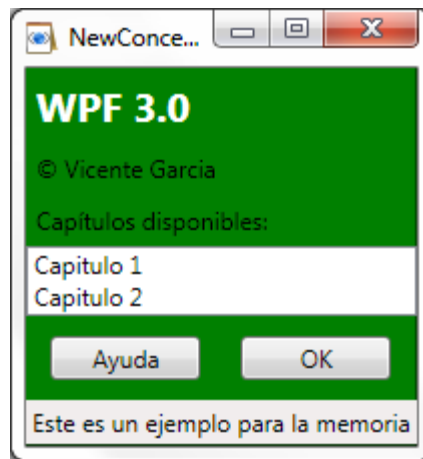 NewConce...
WPF 3.0
© Vicente Garcia
Capítulos disponibles:
Capitulo 1
Capitulo 2
Ayuda OK
Este es un ejemplo para la memoria